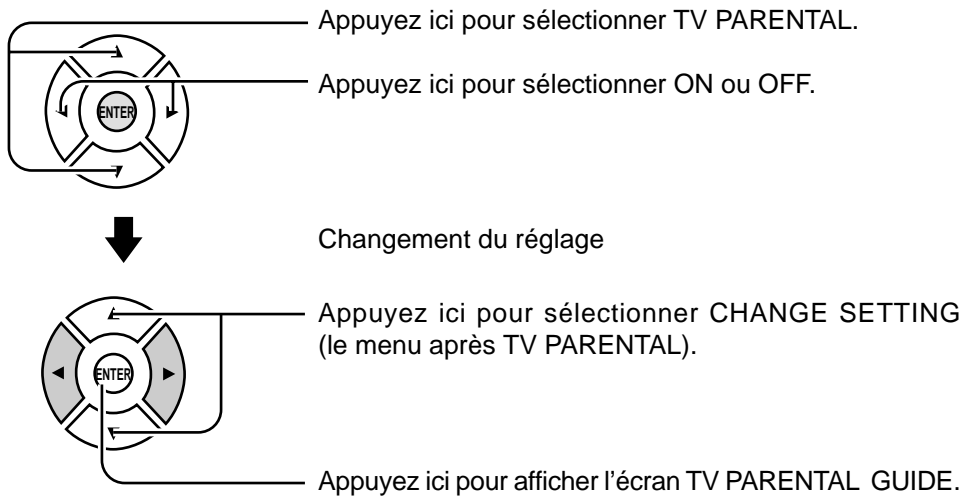 Appuyez ici pour sélectionner TV PARENTAL.
Appuyez ici pour sélectionner ON ou OFF.
ENTER
Changement du réglage
Appuyez ici pour sélectionner CHANGE SETTING
(le menu après TV PARENTAL).
ENTER
Appuyez ici pour afficher l'écran TV PARENTAL GUIDE.